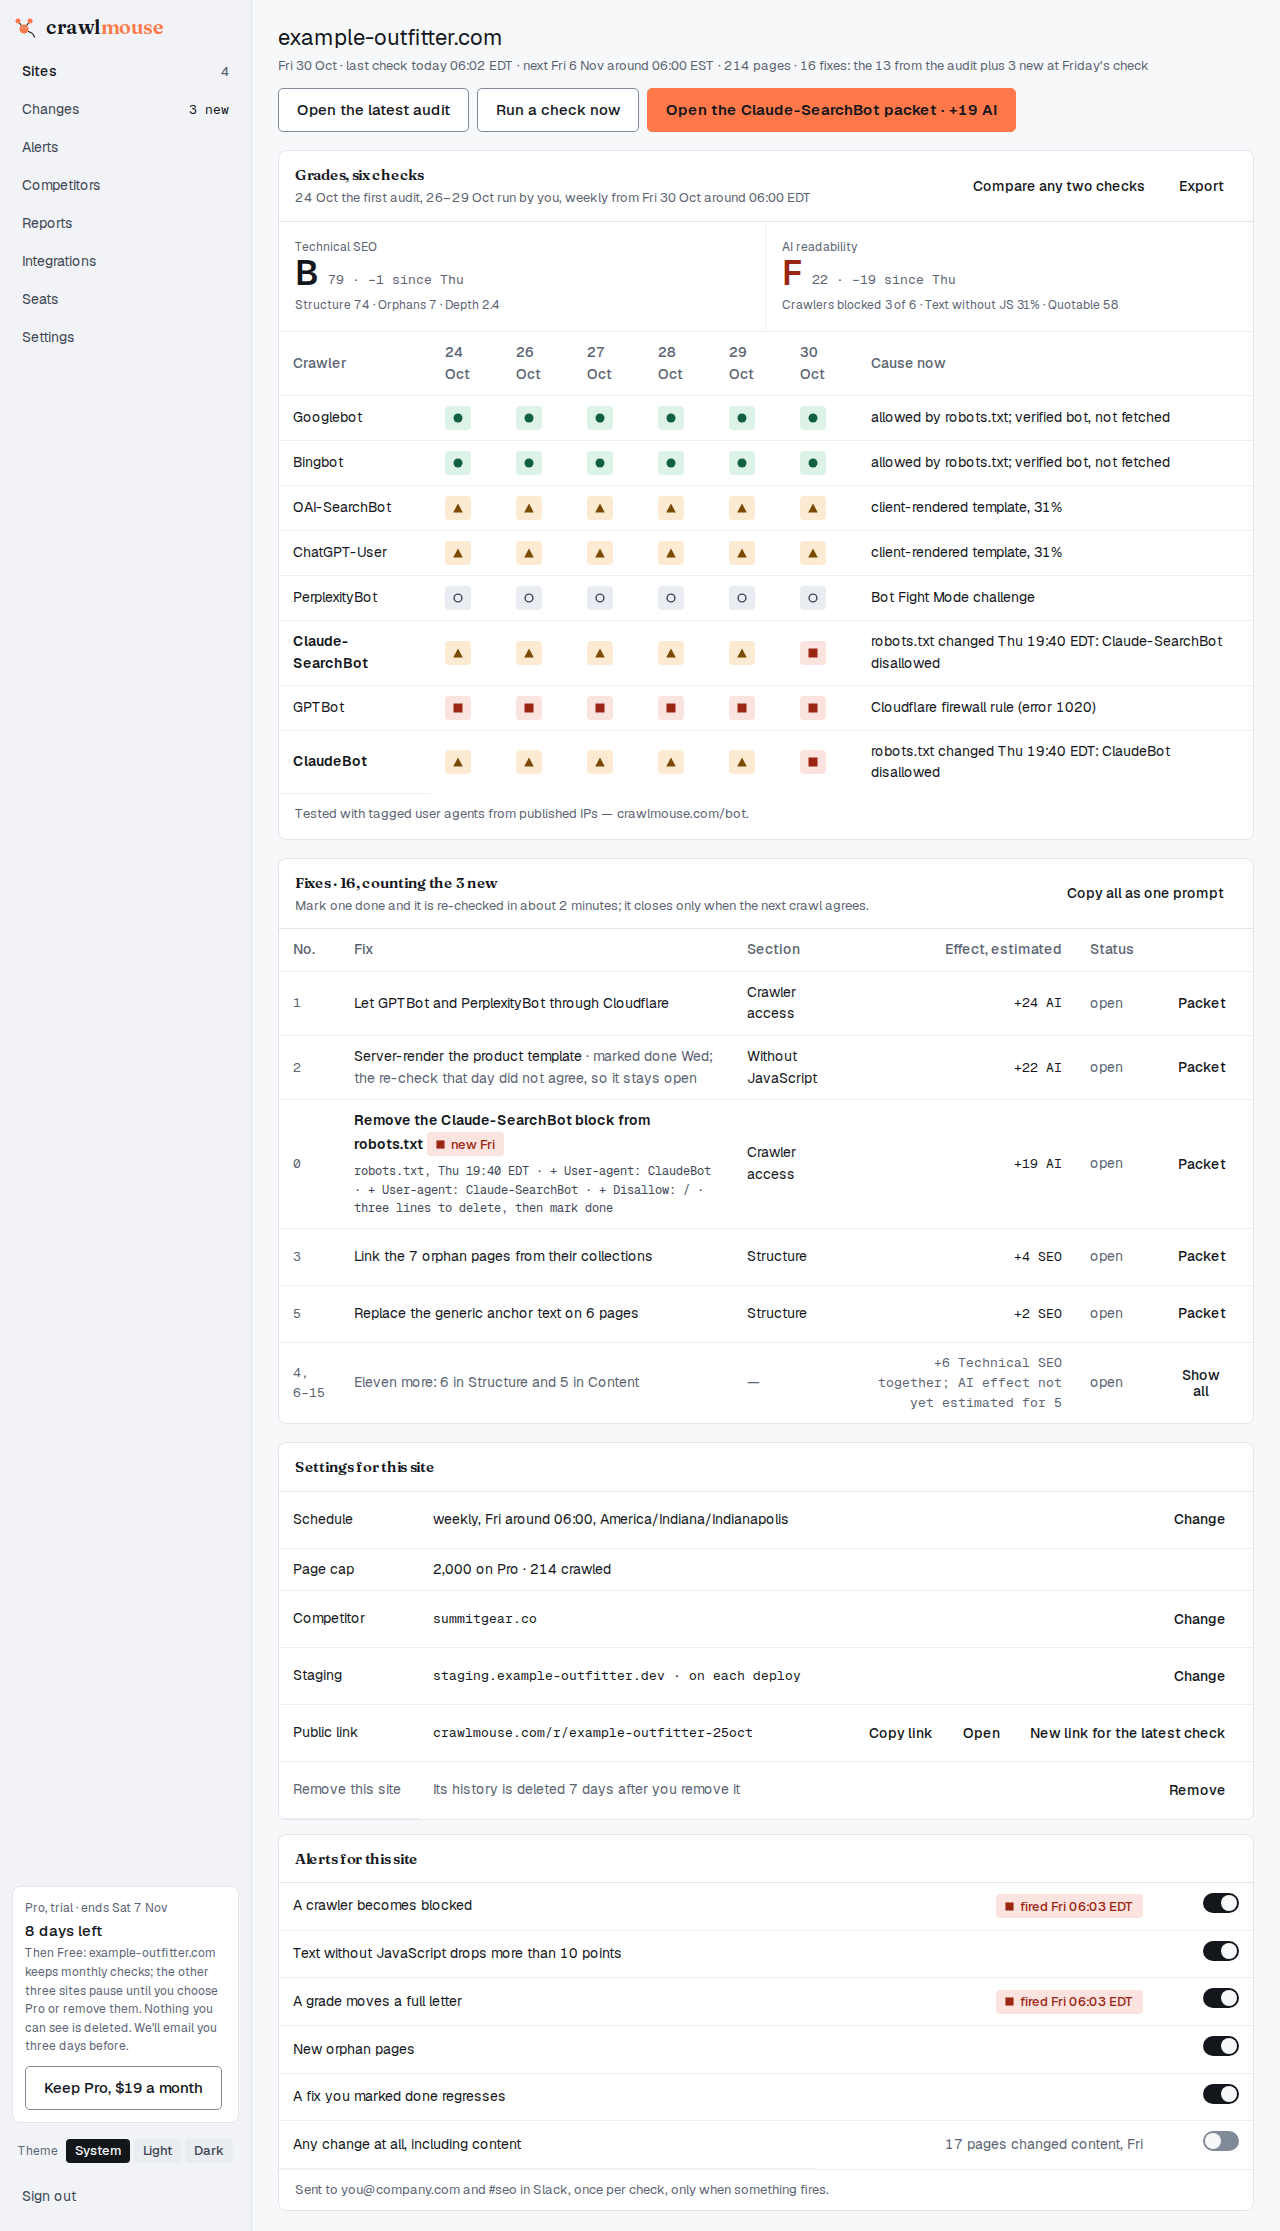 crawlmouse
Sites 4
Changes 3 new
Alerts
Competitors
Reports
Integrations
Seats
Settings
Pro, trial · ends Sat 7 Nov
8 days left
Then Free: example-outfitter.com
keeps monthly checks; the other
three sites pause until you choose
Pro or remove them. Nothing you
can see is deleted. We'll email you
three days before.
Keep Pro, $19 a month
Theme System Light Dark
Sign out
example-outfitter.com
Fri 30 Oct · last check today 06:02 EDT · next Fri 6 Nov around 06:00 EST · 214 pages · 16 fixes: the 13 from the audit plus 3 new at Friday's check
Open the latest audit Run a check now Open the Claude-SearchBot packet · +19 AI
Grades, six checks
24 Oct the first audit, 26–29 Oct run by you, weekly from Fri 30 Oct around 06:00 EDT
Compare any two checks Export
Technical SEO
B 79 · −1 since Thu
Structure 74 · Orphans 7 · Depth 2.4
AI readability
F 22 · −19 since Thu
Crawlers blocked 3 of 6 · Text without JS 31% · Quotable 58
Crawler 24 Oct 26 Oct 27 Oct 28 Oct 29 Oct 30 Oct Cause now
Googlebot allowed by robots.txt; verified bot, not fetched
Bingbot allowed by robots.txt; verified bot, not fetched
OAI-SearchBot client-rendered template, 31%
ChatGPT-User client-rendered template, 31%
PerplexityBot Bot Fight Mode challenge
Claude-
SearchBot
robots.txt changed Thu 19:40 EDT: Claude-SearchBot
disallowed
GPTBot Cloudflare firewall rule (error 1020)
ClaudeBot
robots.txt changed Thu 19:40 EDT: ClaudeBot
disallowed
Tested with tagged user agents from published IPs — crawlmouse.com/bot.
Fixes · 16, counting the 3 new
Mark one done and it is re-checked in about 2 minutes; it closes only when the next crawl agrees.
Copy all as one prompt
No. Fix Section Effect, estimated Status
1 Let GPTBot and PerplexityBot through Cloudflare Crawler access +24 AI open Packet
2 Server-render the product template · marked done Wed;
the re-check that day did not agree, so it stays open
Without JavaScript +22 AI open Packet
0 Remove the Claude-SearchBot block from
robots.txt new Fri
robots.txt, Thu 19:40 EDT · + User-agent: ClaudeBot
· + User-agent: Claude-SearchBot · + Disallow: / ·
three lines to delete, then mark done
Crawler access +19 AI open Packet
3 Link the 7 orphan pages from their collections Structure +4 SEO open Packet
5 Replace the generic anchor text on 6 pages Structure +2 SEO open Packet
4,
6–15
Eleven more: 6 in Structure and 5 in Content —
+6 Technical SEO
together; AI effect not
yet estimated for 5
open Show all
Settings for this site
Schedule weekly, Fri around 06:00, America/Indiana/Indianapolis Change
Page cap 2,000 on Pro · 214 crawled
Competitor summitgear.co Change
Staging staging.example-outfitter.dev · on each deploy Change
Public link crawlmouse.com/r/example-outfitter-25oct Copy link Open New link for the latest check
Remove this site Its history is deleted 7 days after you remove it Remove
Alerts for this site
A crawler becomes blocked fired Fri 06:03 EDT
Text without JavaScript drops more than 10 points
A grade moves a full letter fired Fri 06:03 EDT
New orphan pages
A fix you marked done regresses
Any change at all, including content 17 pages changed content, Fri
Sent to you@company.com and #seo in Slack, once per check, only when something fires.